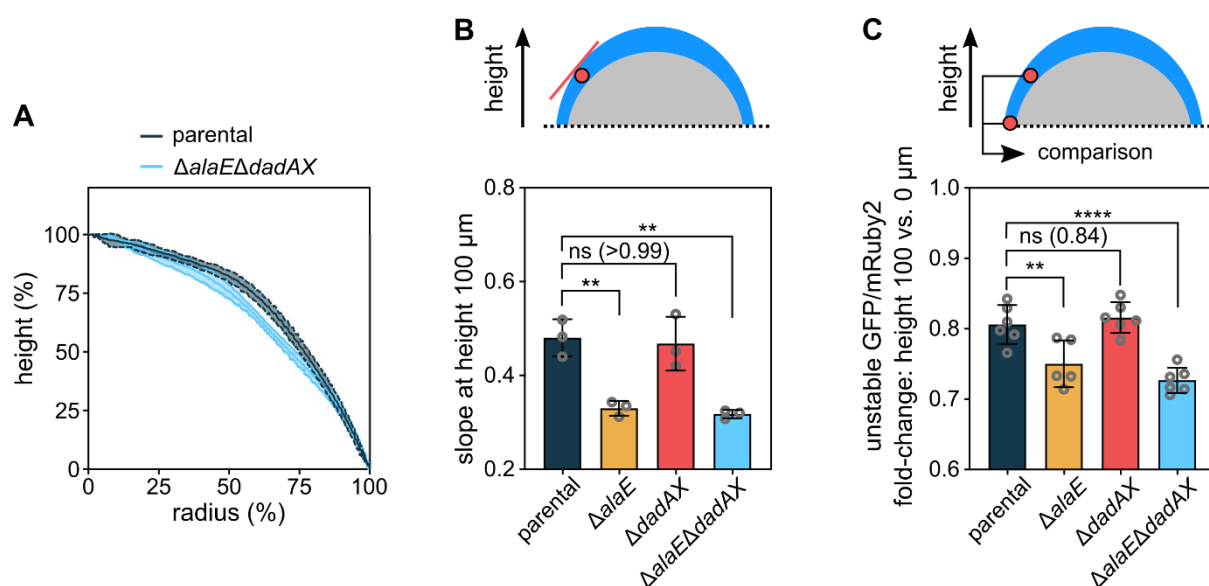 A
parental
ΔalaEΔdadAX
height (%)
100
75
50
25
0
0 25 50 75 100
radius (%)
B
height
slope at height 100 µm
0.8
0.6
0.4
0.2
**
ns (>0.99)
**
parental
ΔalaE
ΔdadAX
ΔalaEΔdadAX
C
height
comparison
unstable GFP/mRuby2
fold-change: height 100 vs. 0 µm
1.0
0.9
0.8
0.7
0.6
****
ns (0.84)
**
parental
ΔalaE
ΔdadAX
ΔalaEΔdadAX